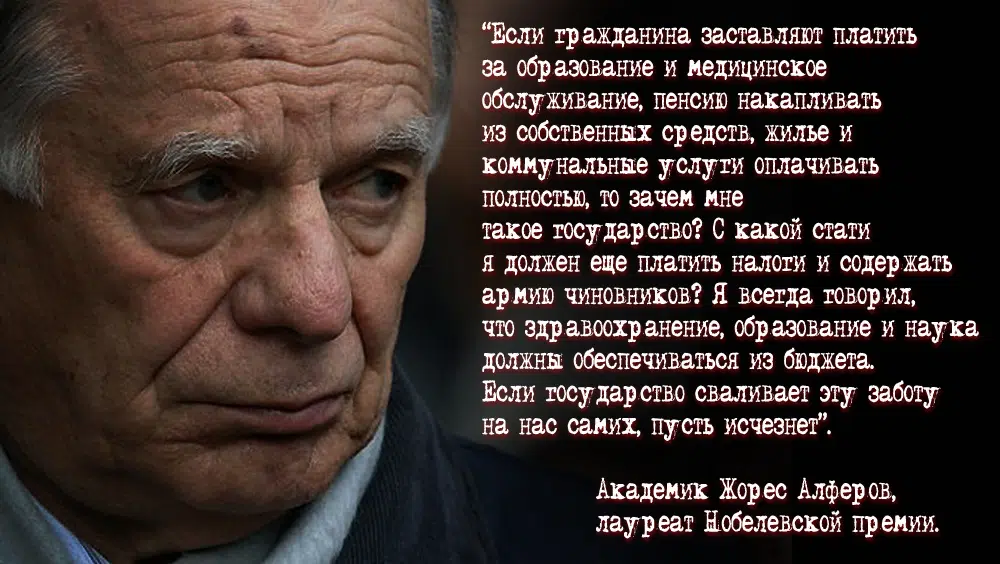 “Если гражданина заставляют платить
за образование и медицинское
обслуживание, пенсию накапливать
из собственных средств, жилье и
коммунальные услуги оплачивать
полностью, то зачем мне
такое государство? С какой стати
я должен еще платить налоги и содержать
армию чиновников? Я всегда говорил,
что здравоохранение, образование и наука
должны обеспечиваться из бюджета.
Если государство сваливает эту заботу
на нас самих, пусть исчезнет”.
Академик Жорес Алферов,
лауреат Нобелевской премии.